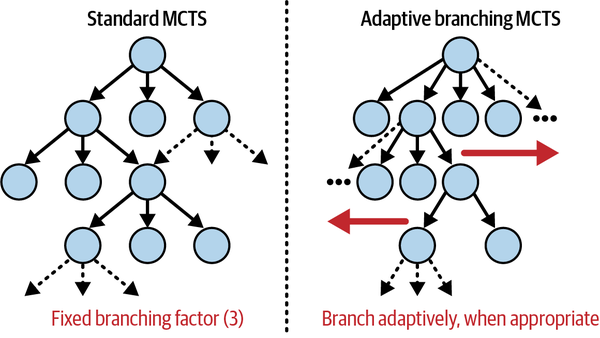 Standard MCTS
Adaptive branching MCTS
Fixed branching factor (3)
Branch adaptively, when appropriate